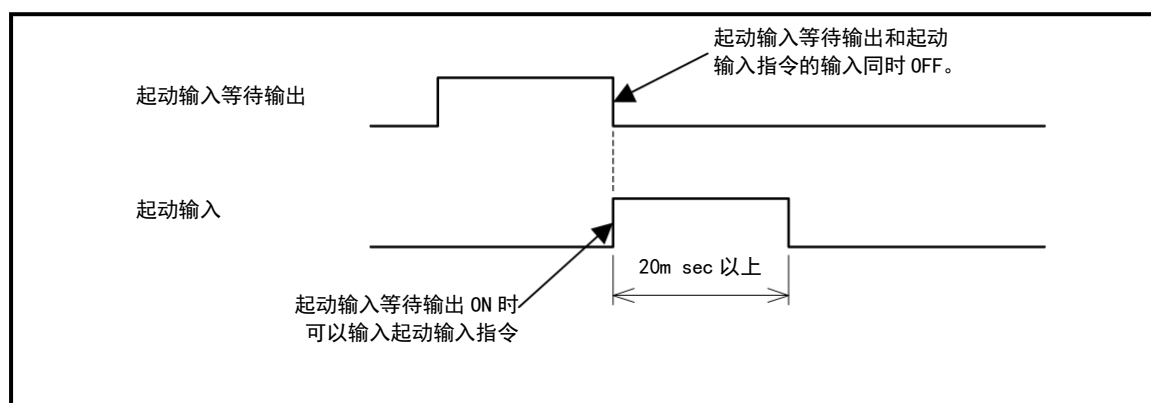 起动输入等待输出和起动
输入指令的输入同时 OFF。
起动输入等待输出
起动输入
20m sec 以上
起动输入等待输出 ON 时
可以输入起动输入指令